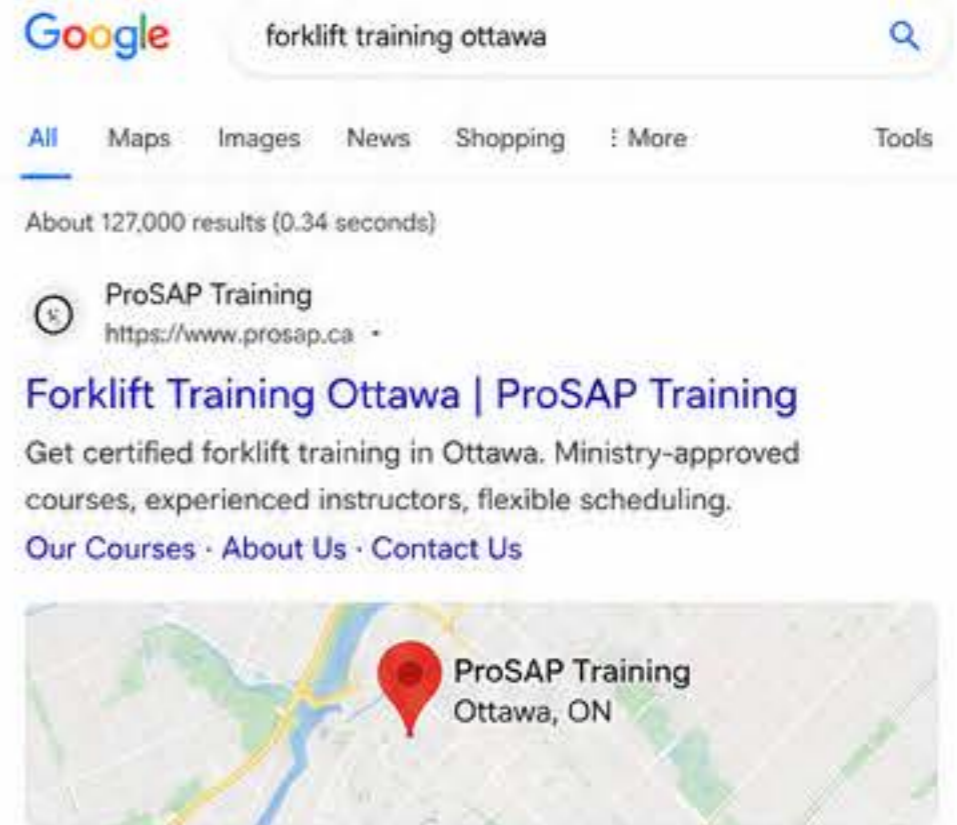 Google
forklift training ottawa
All Maps Images News Shopping ⋮ More Tools
About 127,000 results (0.34 seconds)
ProSAP Training
https://www.prosap.ca
Forklift Training Ottawa | ProSAP Training
Get certified forklift training in Ottawa. Ministry-approved
courses, experienced instructors, flexible scheduling.
Our Courses · About Us · Contact Us
ProSAP Training
Ottawa, ON